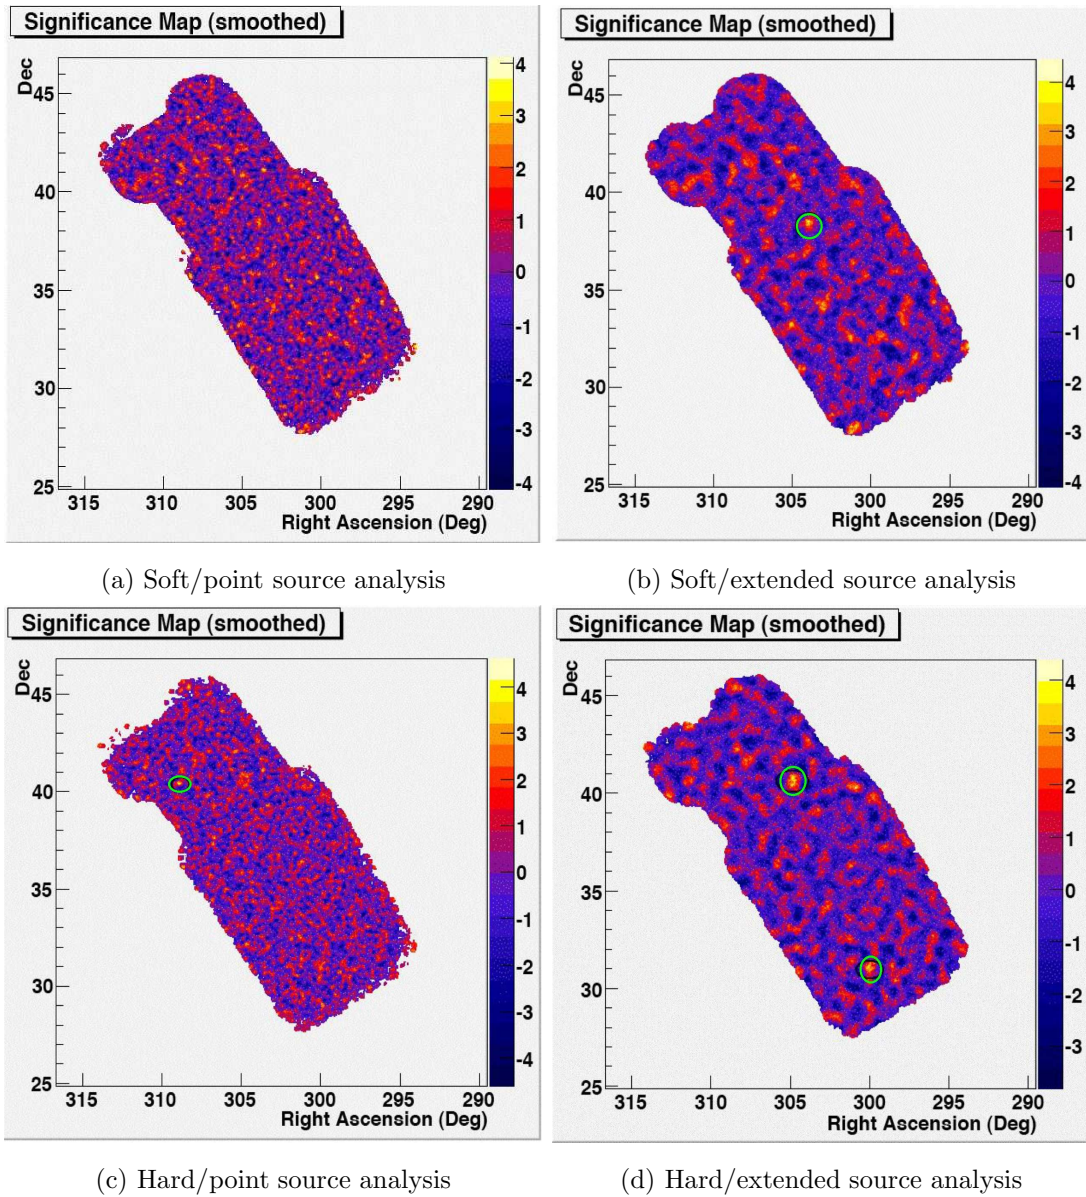 Significance Map (smoothed)
Dec
45
40
35
30
25
315 310 305 300 295 290
Right Ascension (Deg)
4
3
2
1
0
-1
-2
-3
-4
(a) Soft/point source analysis
Significance Map (smoothed)
Dec
45
40
35
30
25
315 310 305 300 295 290
Right Ascension (Deg)
4
3
2
1
0
-1
-2
-3
-4
(b) Soft/extended source analysis
Significance Map (smoothed)
Dec
45
40
35
30
25
315 310 305 300 295 290
Right Ascension (Deg)
4
3
2
1
0
-1
-2
-3
-4
(c) Hard/point source analysis
Significance Map (smoothed)
Dec
45
40
35
30
25
315 310 305 300 295 290
Right Ascension (Deg)
4
3
2
1
0
-1
-2
-3
(d) Hard/extended source analysis